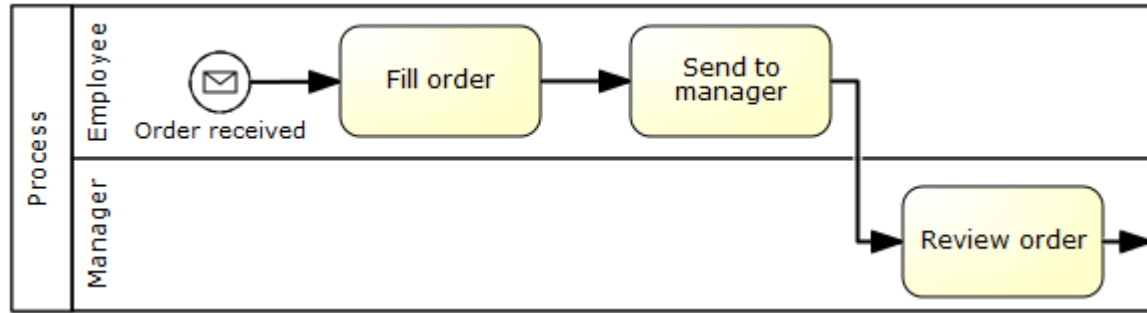 Process
Employee
Order received
Fill order
Send to
manager
Manager
Review order